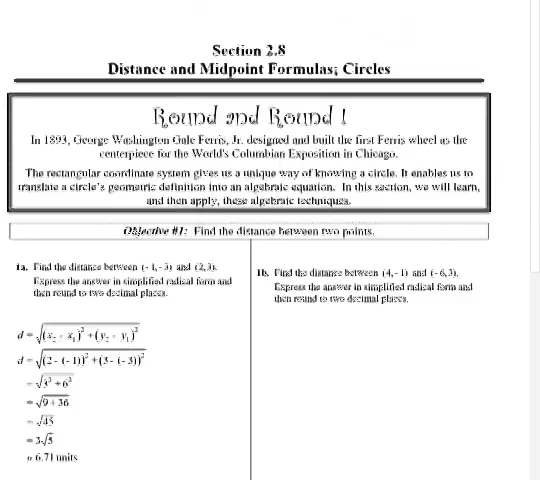 Section 2.8
Distance and Midpoint Formulas; Circles
Round and Round !
In 1893, George Washington Gale Ferris, Jr. designed and built the first Ferris wheel as the
centerpiece for the World's Columbian Exposition in Chicago.
The rectangular coordinate system gives us a unique way of knowing a circle. It enables us to
translate a circle's geometric definition into an algebraic equation. In this section, we will learn,
and then apply, these algebraic techniques.
Objective #1: Find the distance between two points.
1a. Find the distance between (-1,-3) and (2,3).
Express the answer in simplified radical form and
then round to two decimal places.
d = √((x₂ - x₁)² + (y₂ - y₁)²)
d = √((2 - (-1))² + (3 - (-3))²)
= √(3² + 6²)
= √(9 + 36)
= √45
= 3√5
≈ 6.71 units
1b. Find the distance between (4,-1) and (-6,3).
Express the answer in simplified radical form and
then round to two decimal places.